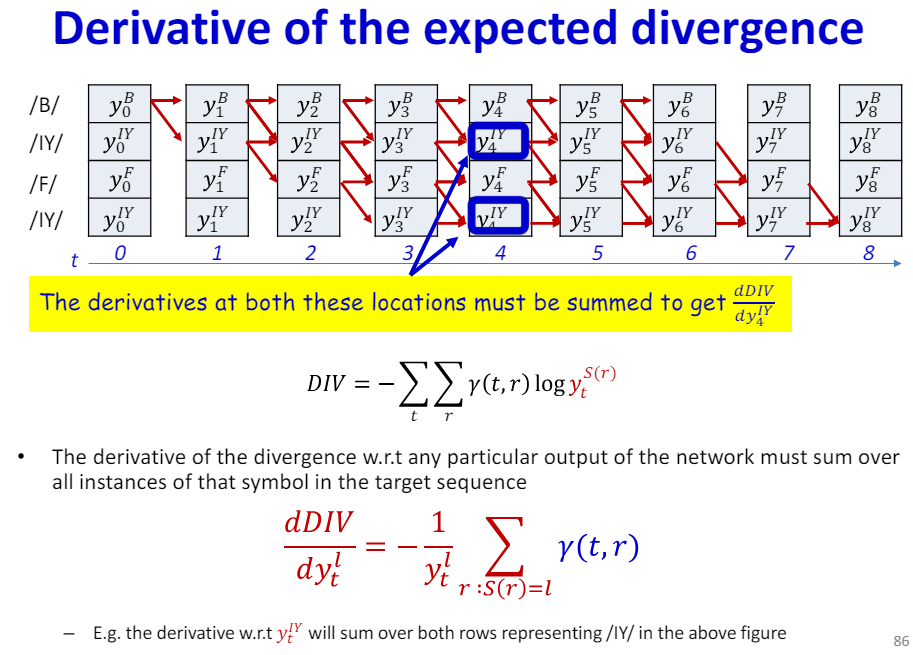 Derivative of the expected divergence
/B/ y_0^B y_1^B y_2^B y_3^B y_4^B y_5^B y_6^B y_7^B y_8^B
/IY/ y_0^{IY} y_1^{IY} y_2^{IY} y_3^{IY} y_4^{IY} y_5^{IY} y_6^{IY} y_7^{IY} y_8^{IY}
/F/ y_0^F y_1^F y_2^F y_3^F y_4^F y_5^F y_6^F y_7^F y_8^F
/IY/ y_0^{IY} y_1^{IY} y_2^{IY} y_3^{IY} y_4^{IY} y_5^{IY} y_6^{IY} y_7^{IY} y_8^{IY}
t 0 1 2 3 4 5 6 7 8
The derivatives at both these locations must be summed to get \frac{dDIV}{dy_4^{IY}}
DIV = −\sum_t \sum_r γ(t,r) log y_t^{S(r)}
• The derivative of the divergence w.r.t any particular output of the network must sum over
all instances of that symbol in the target sequence
\frac{dDIV}{dy_t^l} = −\frac{1}{y_t^l} \sum_{r :S(r)=l} γ(t,r)
– E.g. the derivative w.r.t y_t^{IY} will sum over both rows representing /IY/ in the above figure
86